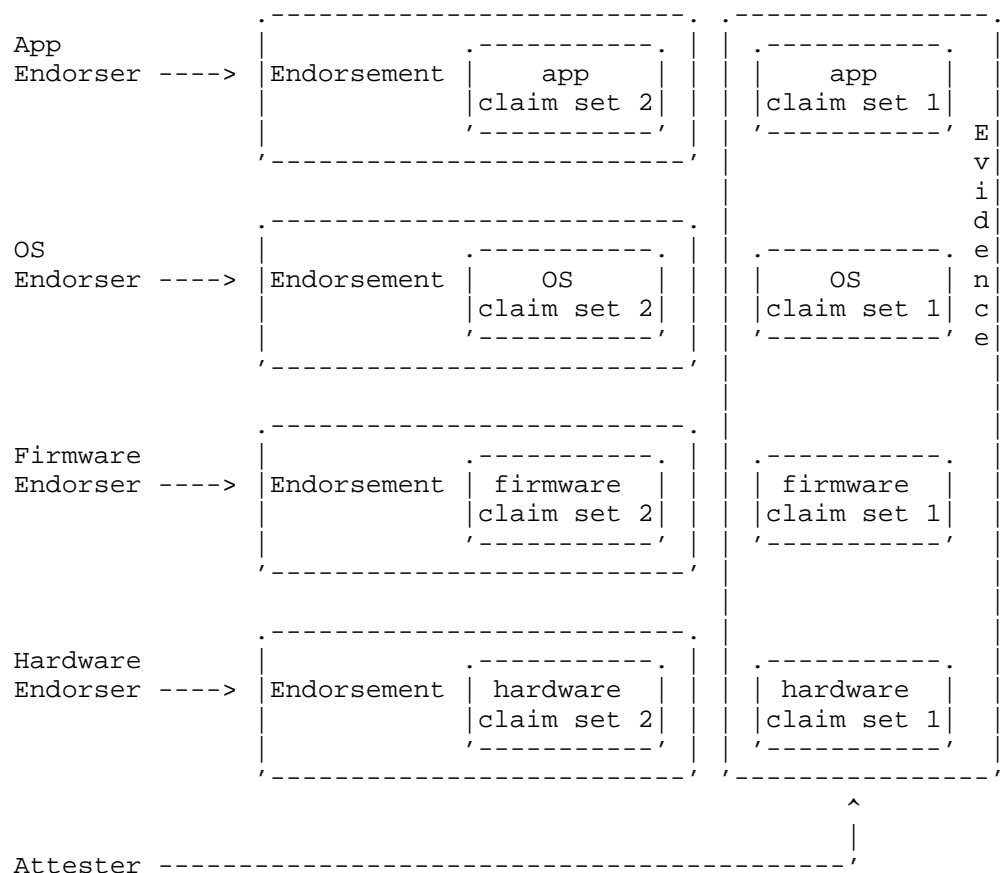 App
Endorser ----> Endorsement app app
claim set 2 claim set 1
Evidence
OS
Endorser ----> Endorsement OS OS
claim set 2 claim set 1
Firmware
Endorser ----> Endorsement firmware firmware
claim set 2 claim set 1
Hardware
Endorser ----> Endorsement hardware hardware
claim set 2 claim set 1
Attester